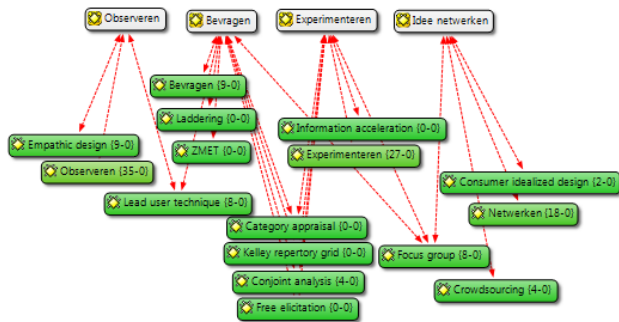 Observeren
Bevragen
Experimenteren
Idee netwerken
Bevragen {9-0}
Laddering {0-0}
Information acceleration {0-0}
Empathic design {9-0}
ZMET {0-0}
Experimenteren {27-0}
Observeren {35-0}
Consumer idealized design {2-0}
Lead user technique {8-0}
Netwerken {18-0}
Category appraisal {0-0}
Kelley repertory grid {0-0}
Focus group {8-0}
Conjoint analysis {4-0}
Crowdsourcing {4-0}
Free elicitation {0-0}